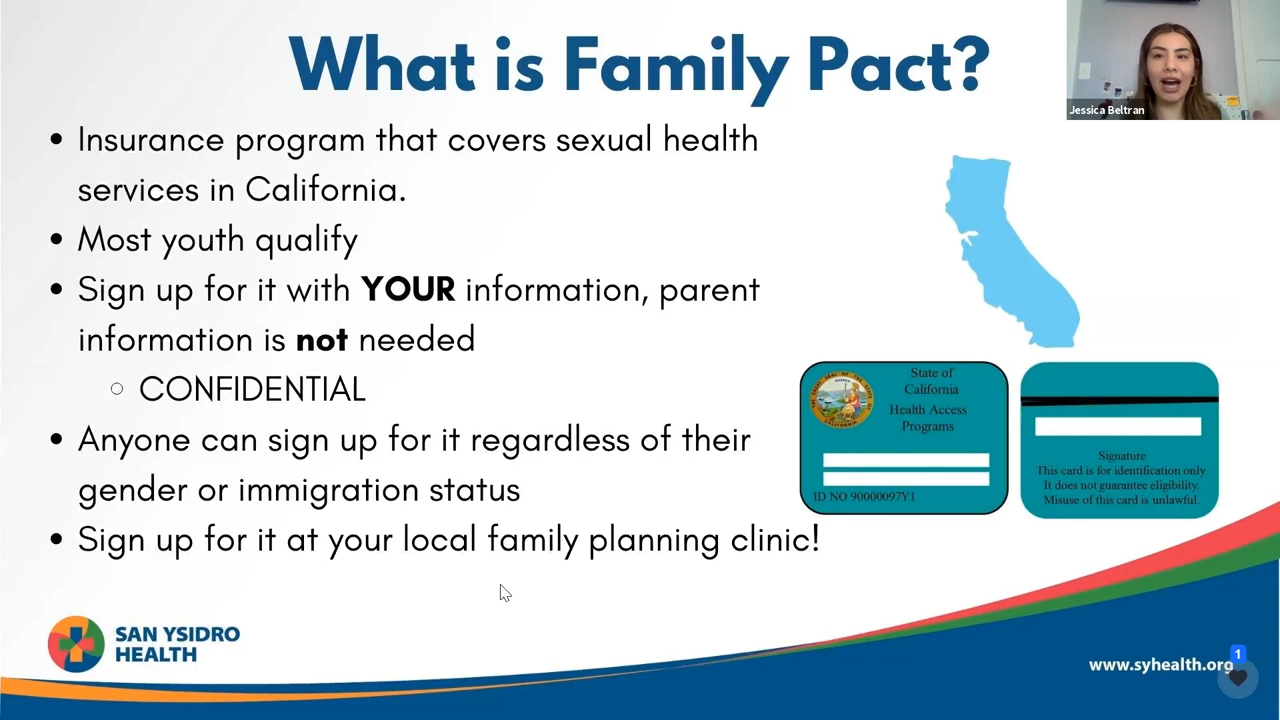 What is Family Pact?
Jessica Beltran
• Insurance program that covers sexual health
services in California.
• Most youth qualify
• Sign up for it with YOUR information, parent
information is not needed
○ CONFIDENTIAL
• Anyone can sign up for it regardless of their
gender or immigration status
• Sign up for it at your local family planning clinic!
State of
California
Health Access
Programs
ID NO 90000097Y1
Signature
This card is for identification only
It does not guarantee eligibility.
Misuse of this card is unlawful.
SAN YSIDRO
HEALTH
www.syhealth.org
1